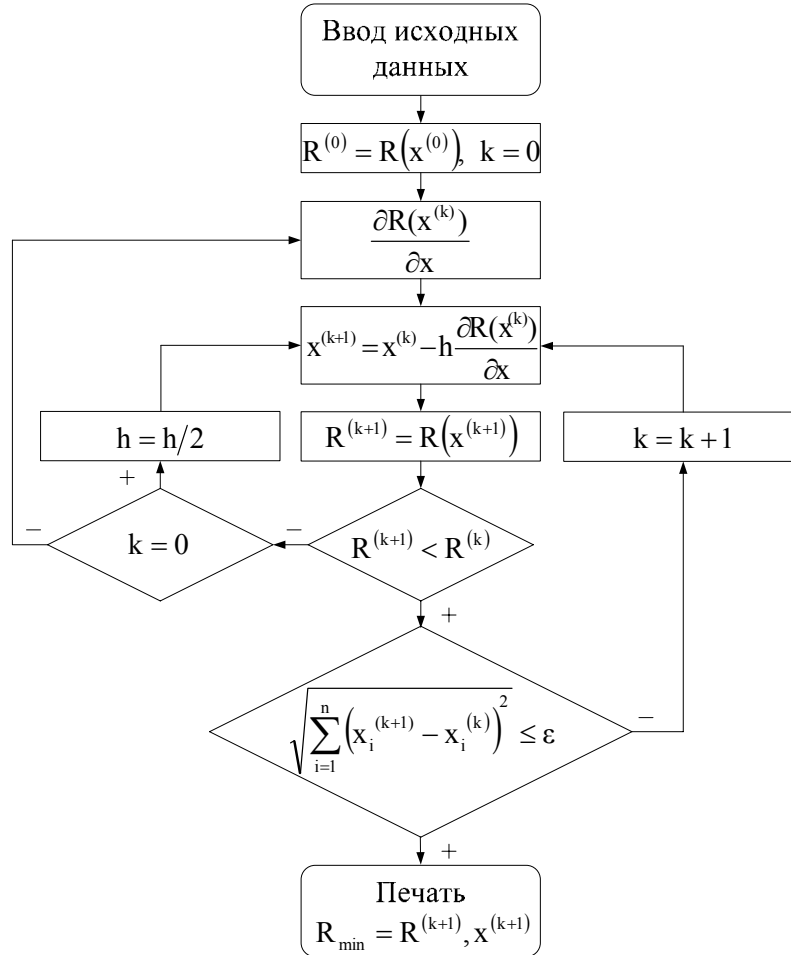 Ввод исходных
данных
R^(0) = R(x^(0)), k = 0
∂R(x^(k))
∂x
x^(k+1) = x^(k) − h ∂R(x^(k))/∂x
h = h/2
R^(k+1) = R(x^(k+1))
k = k + 1
+
−
−
k = 0
R^(k+1) < R^(k)
+
√(∑_{i=1}^{n} (x_i^(k+1) − x_i^(k))^2) ≤ ε
−
+
Печать
R_min = R^(k+1), x^(k+1)